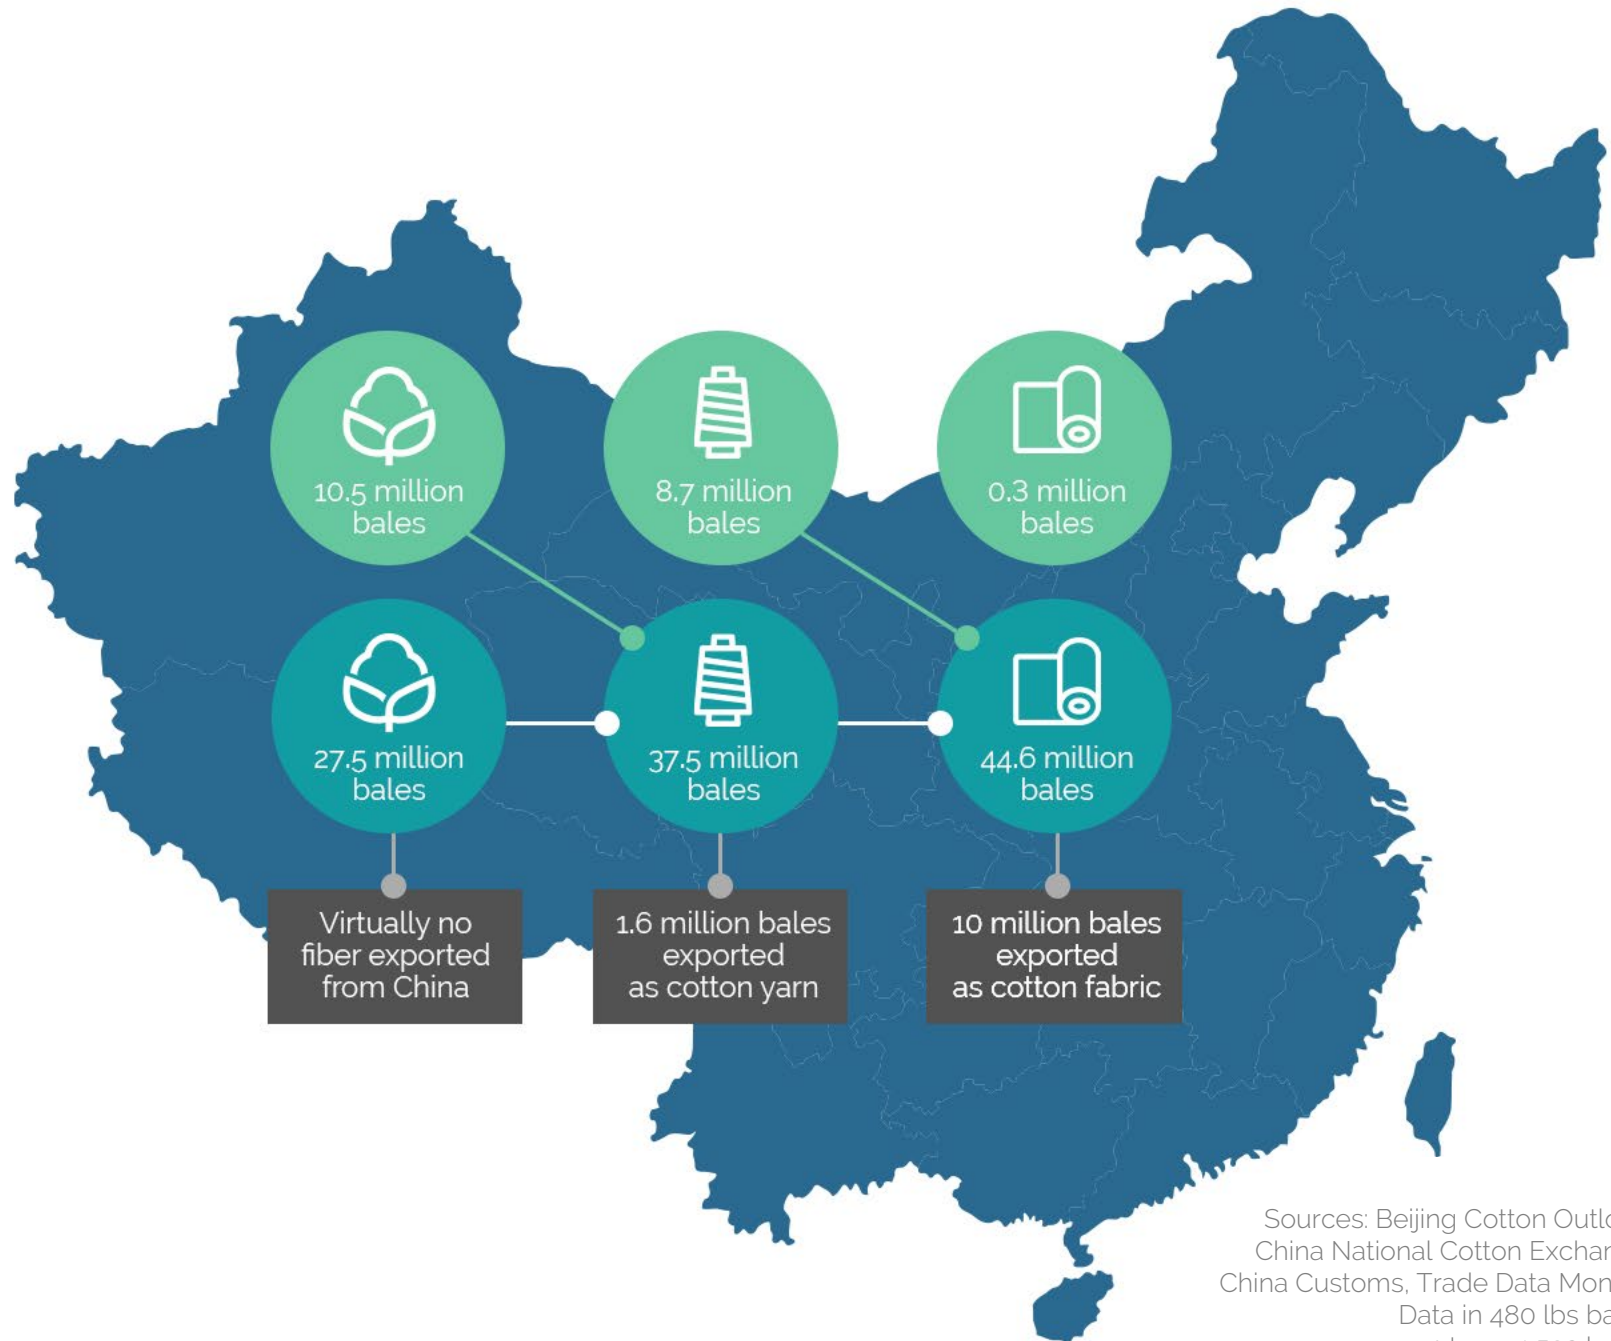 10.5 million
bales
8.7 million
bales
0.3 million
bales
27.5 million
bales
37.5 million
bales
44.6 million
bales
Virtually no
fiber exported
from China
1.6 million bales
exported
as cotton yarn
10 million bales
exported
as cotton fabric
Sources: Beijing Cotton
China National Cotton
China Customs, Trade Data
Data in 480 lbs